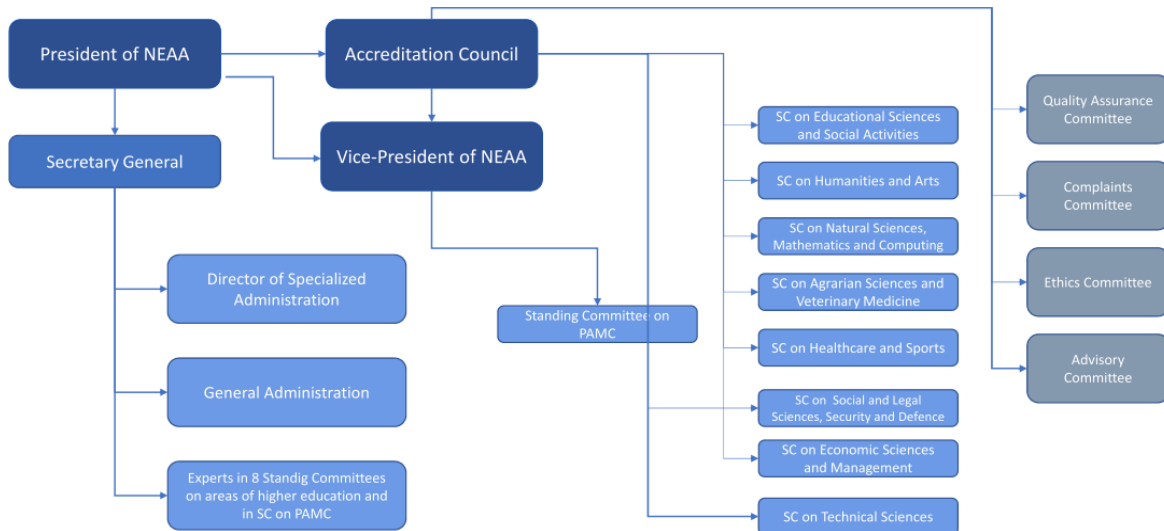 President of NEAA
Accreditation Council
Secretary General
Vice-President of NEAA
Director of Specialized
Administration
General Administration
Experts in 8 Standig Committees
on areas of higher education and
in SC on PAMC
Standing Committee on
PAMC
SC on Educational Sciences
and Social Activities
SC on Humanities and Arts
SC on Natural Sciences,
Mathematics and Computing
SC on Agrarian Sciences and
Veterinary Medicine
SC on Healthcare and Sports
SC on Social and Legal
Sciences, Security and Defence
SC on Economic Sciences
and Management
SC on Technical Sciences
Quality Assurance
Committee
Complaints
Committee
Ethics Committee
Advisory
Committee